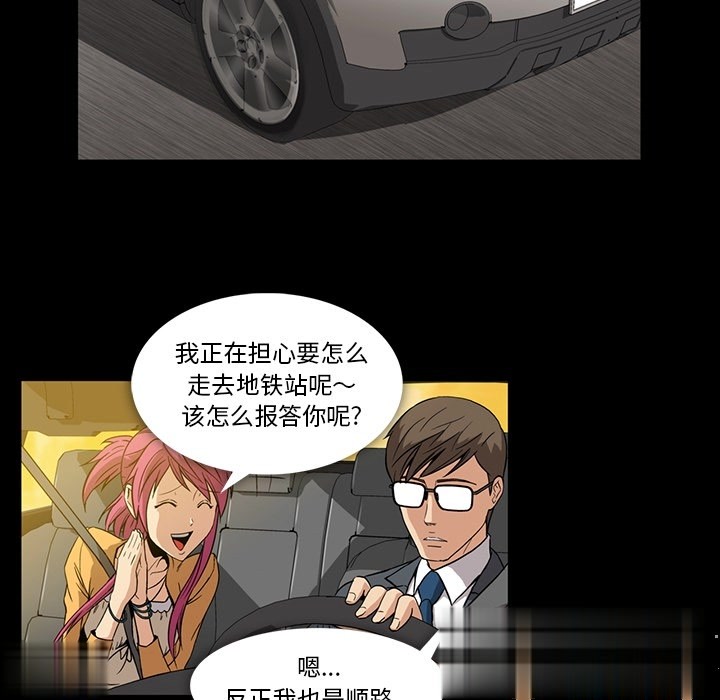 我正在担心要怎么
走去地铁站呢～
该怎么报答你呢?
嗯...
反正我也是顺路